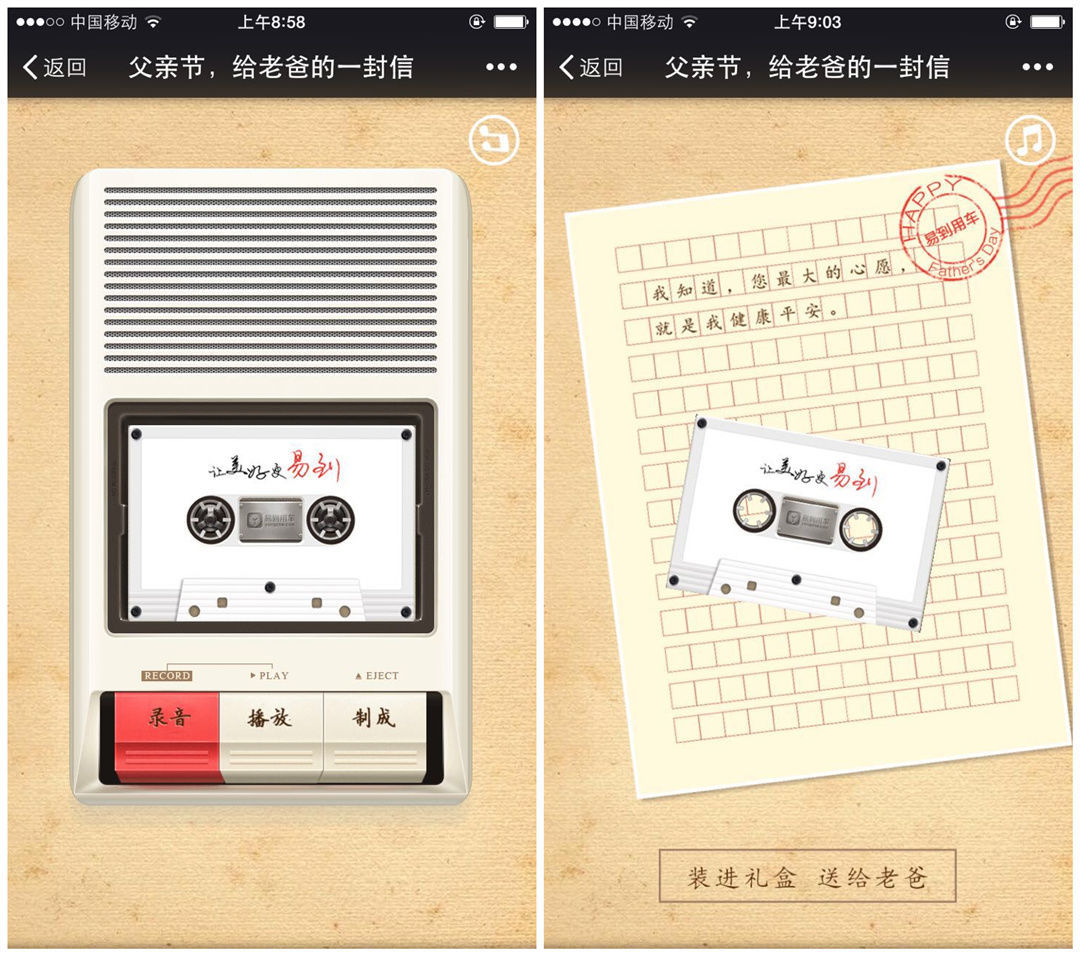 中国移动
上午8:58
返回
父亲节，给老爸的一封信
让美好更易到
易到用车
RECORD
PLAY
EJECT
录音
播放
制成
中国移动
上午9:03
返回
父亲节，给老爸的一封信
HAPPY
易到用车
Father's Day
我知道，您最大的心愿，
就是我健康平安。
让美好更易到
易到用车
装进礼盒 送给老爸